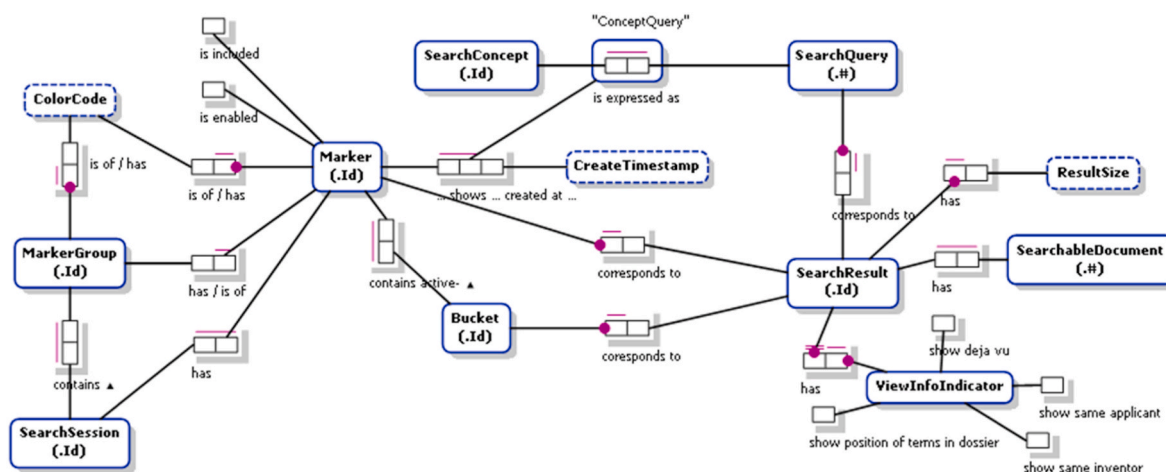 "ConceptQuery"
is included
SearchConcept
(.Id)
SearchQuery
(.#)
is expressed as
ColorCode
is enabled
is of / has
Marker
(.Id)
is of / has
... shows ... created at ...
CreateTimestamp
corresponds to
has
ResultSize
MarkerGroup
(.Id)
has / is of
contains active- ▲
corresponds to
SearchResult
(.Id)
has
SearchableDocument
(.#)
Bucket
(.Id)
coresponds to
has
contains ▲
SearchSession
(.Id)
show deja vu
has
ViewInfoIndicator
show same applicant
show position of terms in dossier
show same inventor